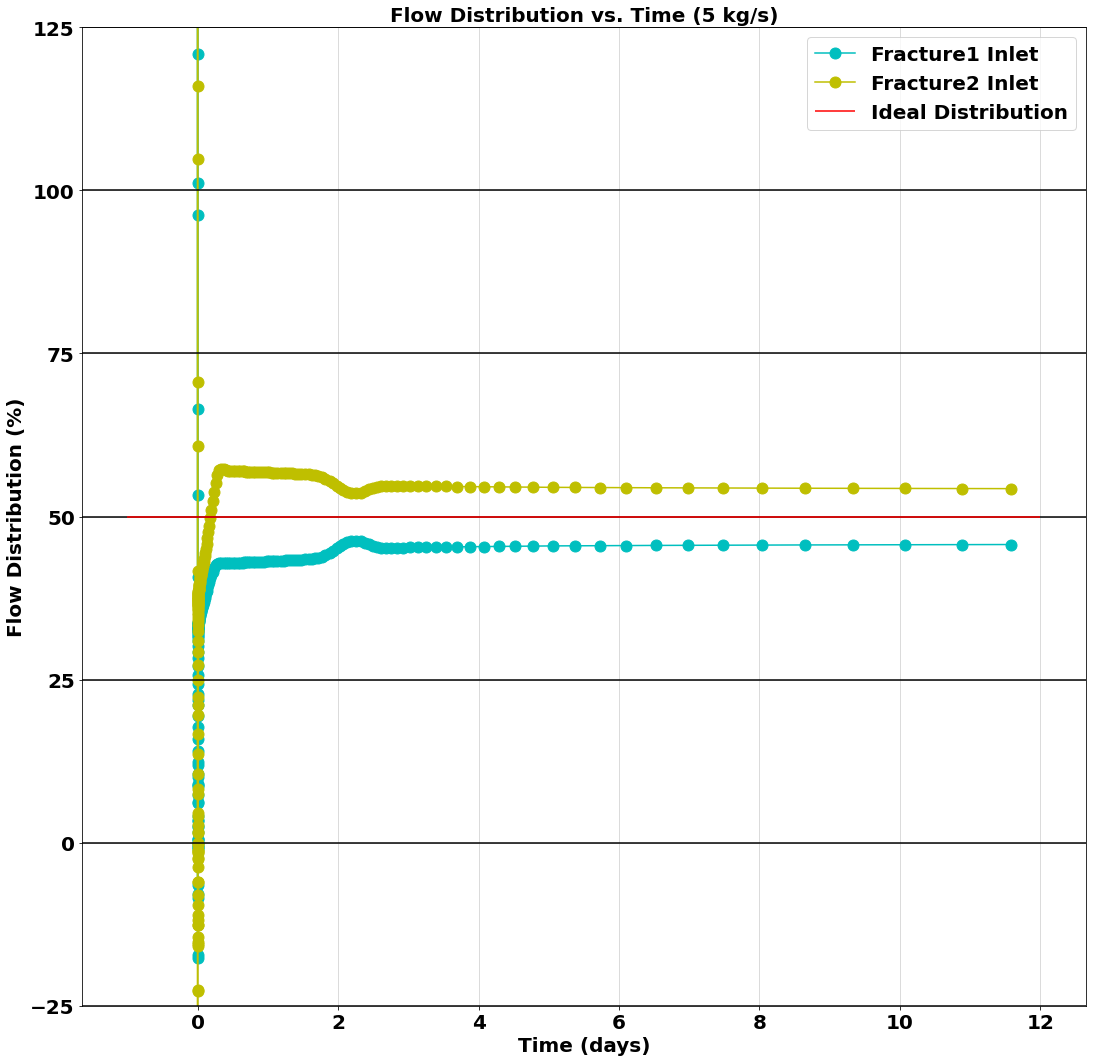 Flow Distribution vs. Time (5 kg/s)
Fracture1 Inlet
Fracture2 Inlet
Ideal Distribution
Flow Distribution (%)
125
100
75
50
25
0
−25
0 2 4 6 8 10 12
Time (days)